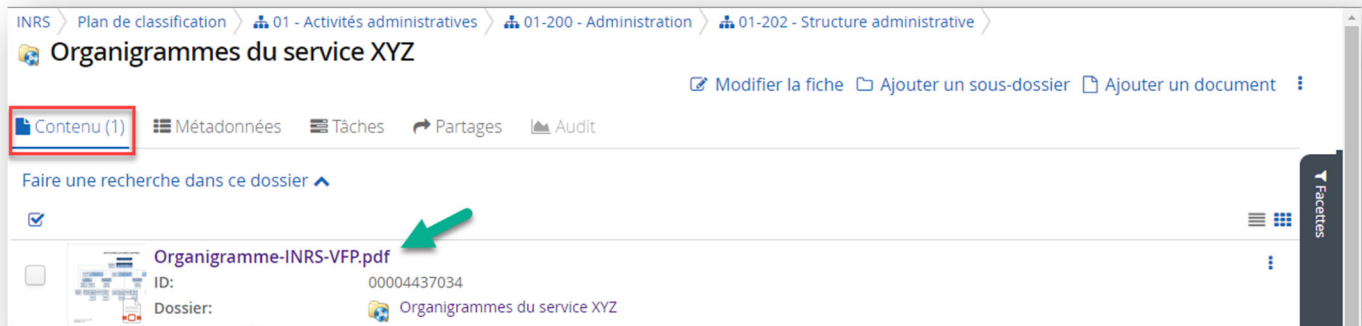 INRS Plan de classification 01 - Activités administratives 01-200 - Administration 01-202 - Structure administrative
Organigrammes du service XYZ
Modifier la fiche Ajouter un sous-dossier Ajouter un document
Contenu (1) Métadonnées Tâches Partages Audit
Faire une recherche dans ce dossier
Facettes
Organigramme-INRS-VFP.pdf
ID: 00004437034
Dossier: Organigrammes du service XYZ